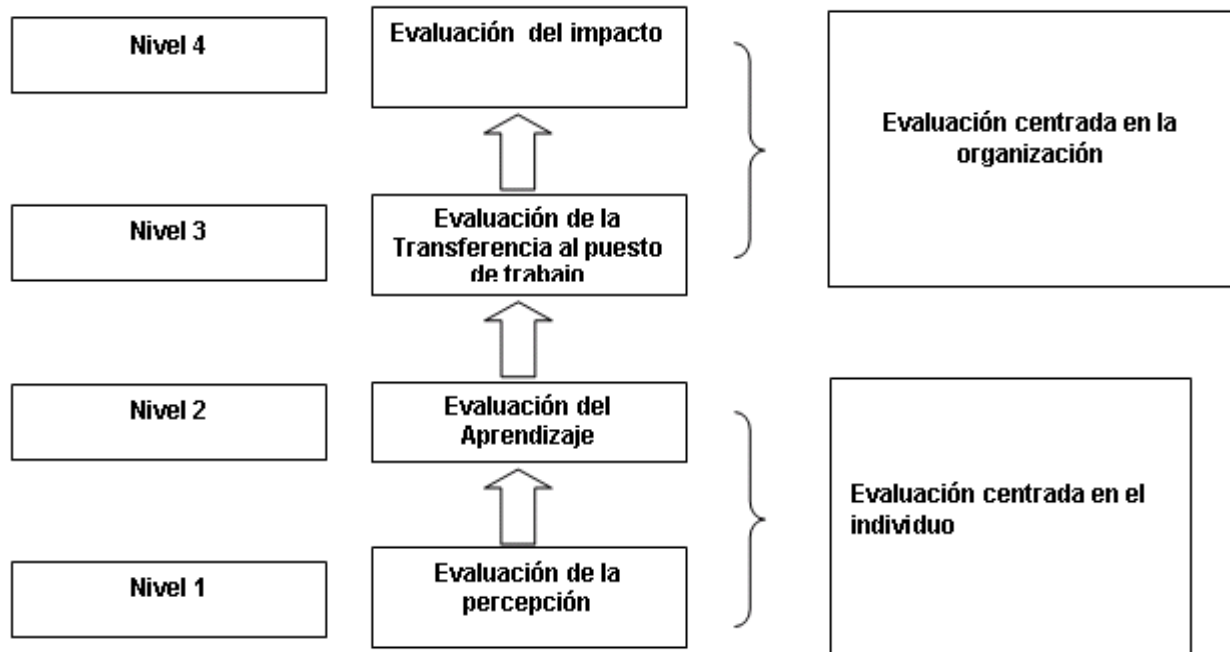 Nivel 4
Evaluación del impacto
Evaluación centrada en la
organización
Nivel 3
Evaluación de la
Transferencia al puesto
de trabajo
Nivel 2
Evaluación del
Aprendizaje
Evaluación centrada en el
individuo
Nivel 1
Evaluación de la
percepción